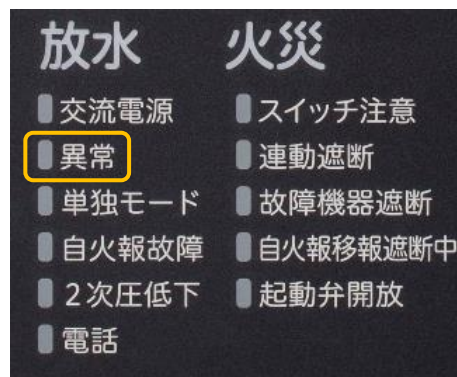 放水
火災
交流電源
異常
単独モード
自火報故障
2次圧低下
電話
スイッチ注意
連動遮断
故障機器遮断
自火報移報遮断中
起動弁開放